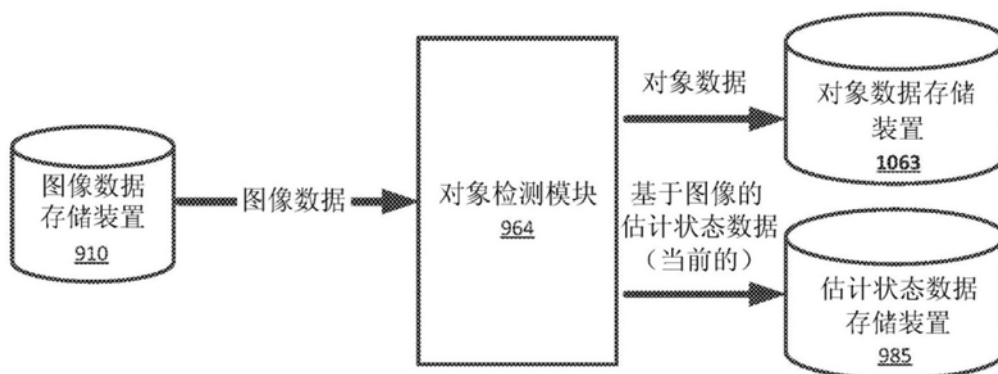 图像数据
存储装置
910
图像数据
对象检测模块
964
对象数据
基于图像的
估计状态数据
（当前的）
对象数据存储
装置
1063
估计状态数据
存储装置
985